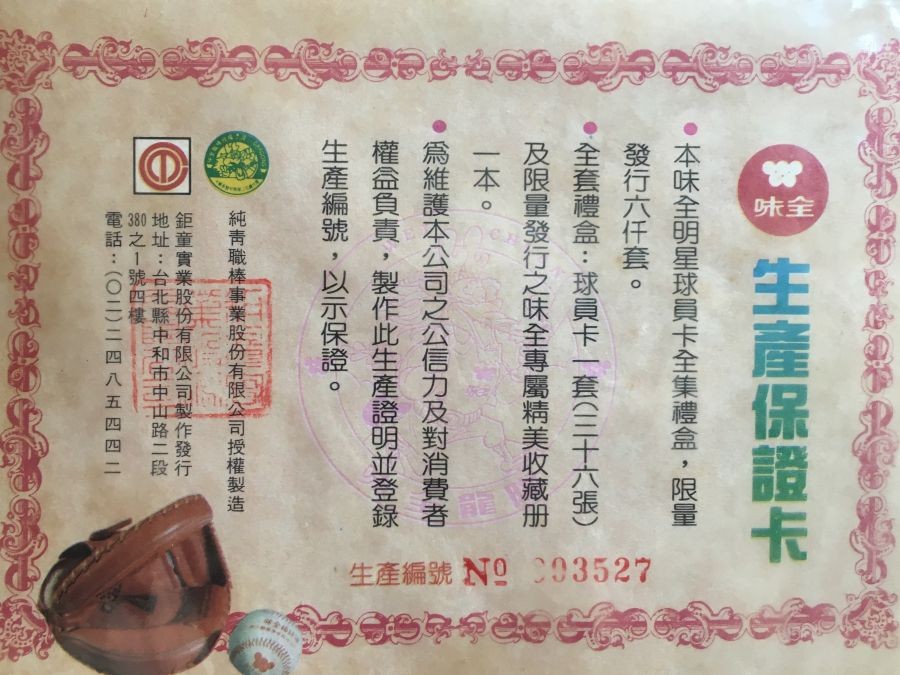 味全
生產保證卡
本味全明星球員卡全集禮盒，限量
發行六仟套。
全套禮盒：球員卡一套（三十六張）
及限量發行之味全專屬精美收藏册
一本。
為維護本公司之公信力及對消費者
權益負責，製作此生產證明並登錄
生產編號，以示保證。
純青職棒事業股份有限公司授權製造
鉅童實業股份有限公司製作發行
地址：台北縣中和市中山路二段
380之1號四樓
電話：（〇二）二四八五四四二
生產編號 № 003527